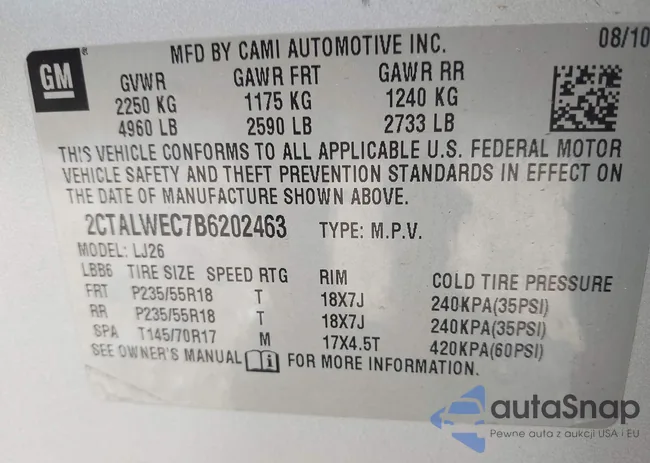 GM
MFD BY CAMI AUTOMOTIVE INC. 08/10
GVWR GAWR FRT GAWR RR
2250 KG 1175 KG 1240 KG
4960 LB 2590 LB 2733 LB
THIS VEHICLE CONFORMS TO ALL APPLICABLE U.S. FEDERAL MOTOR
VEHICLE SAFETY AND THEFT PREVENTION STANDARDS IN EFFECT ON
THE DATE OF MANUFACTURE SHOWN ABOVE.
2CTALWEC7B6202463 TYPE: M.P.V.
MODEL: LJ26
LBB6 TIRE SIZE SPEED RTG RIM COLD TIRE PRESSURE
FRT P235/55R18 T 18X7J 240KPA(35PSI)
RR P235/55R18 T 18X7J 240KPA(35PSI)
SPA T145/70R17 M 17X4.5T 420KPA(60PSI)
SEE OWNER'S MANUAL FOR MORE INFORMATION.
autaSnap
Pewne auta z aukcji USA i EU